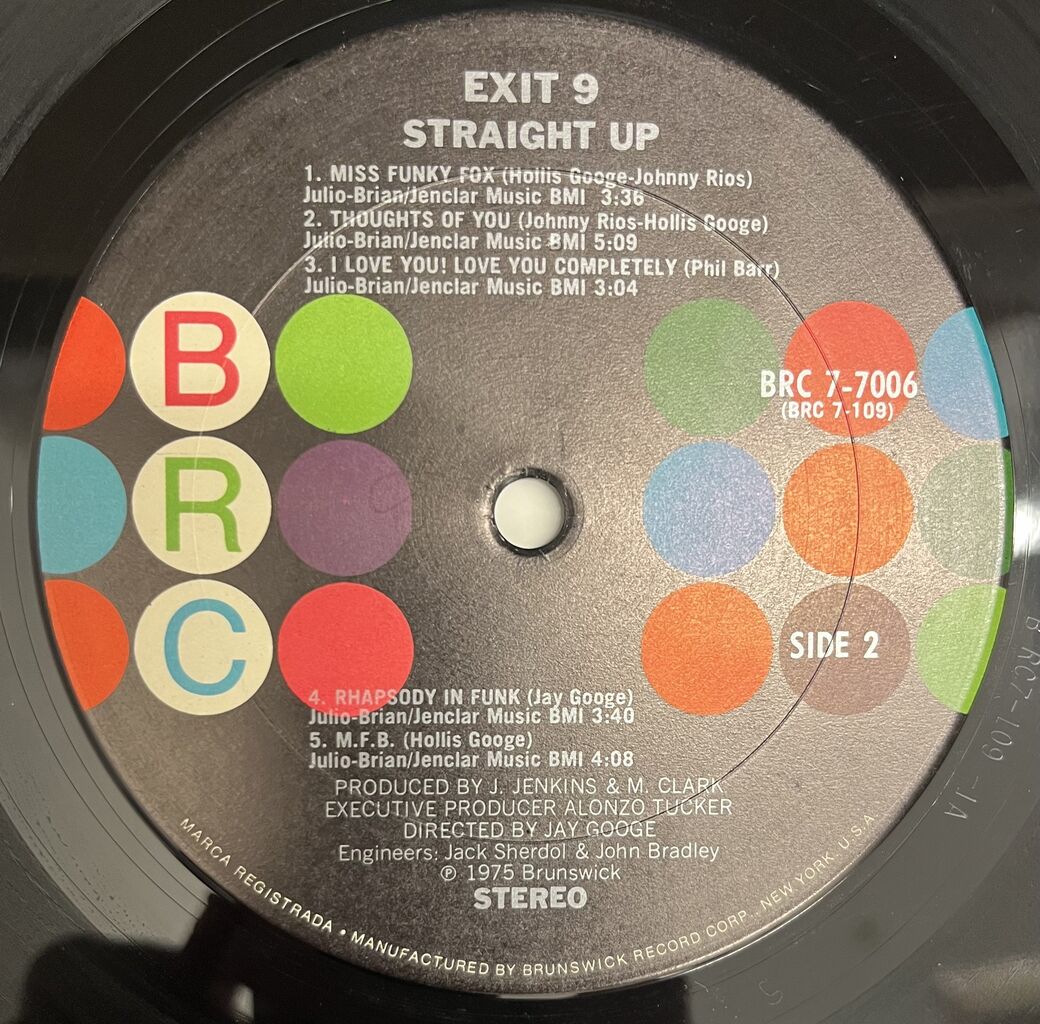 EXIT 9
STRAIGHT UP
1. MISS FUNKY FOX (Hollis Googe-Johnny Rios)
Julio-Brian/Jenclar Music BMI 3:36
2. THOUGHTS OF YOU (Johnny Rios-Hollis Googe)
Julio-Brian/Jenclar Music BMI 5:09
3. I LOVE YOU! LOVE YOU COMPLETELY (Phil Barr)
Julio-Brian/Jenclar Music BMI 3:04
B
R
C
BRC 7-7006
(BRC 7-109)
SIDE 2
4. RHAPSODY IN FUNK (Jay Googe)
Julio-Brian/Jenclar Music BMI 3:40
5. M.F.B. (Hollis Googe)
Julio-Brian/Jenclar Music BMI 4:08
PRODUCED BY J. JENKINS & M. CLARK
EXECUTIVE PRODUCER ALONZO TUCKER
DIRECTED BY JAY GOOGE
Engineers: Jack Sherdol & John Bradley
℗ 1975 Brunswick
STEREO
MARCA REGISTRADA • MANUFACTURED BY BRUNSWICK RECORD CORP., NEW YORK, U.S.A.
BRC7-109-1A